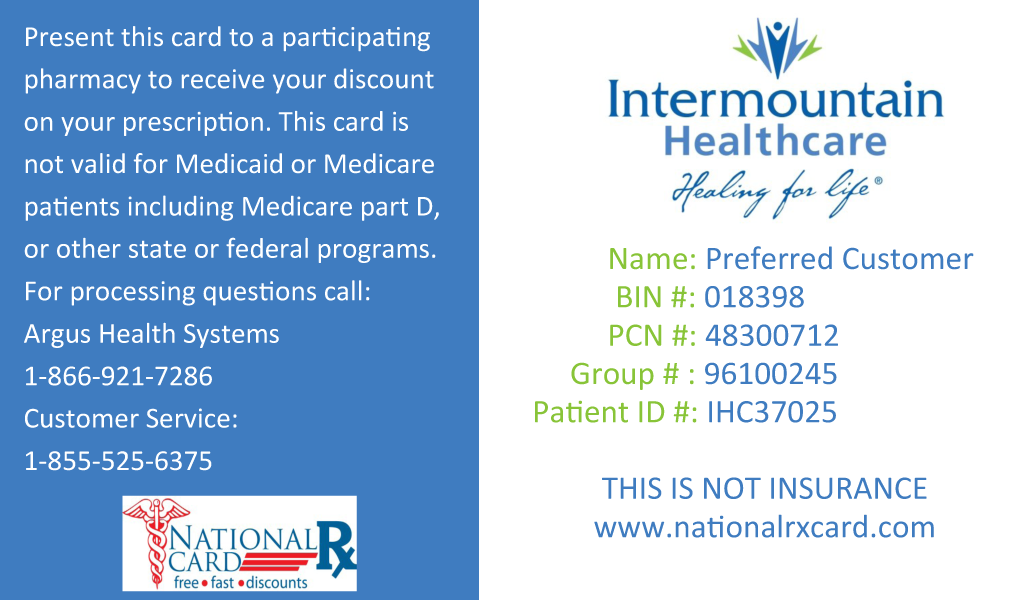 Present this card to a participating
pharmacy to receive your discount
on your prescription. This card is
not valid for Medicaid or Medicare
patients including Medicare part D,
or other state or federal programs.
For processing questions call:
Argus Health Systems
1-866-921-7286
Customer Service:
1-855-525-6375
NATIONAL Rx
CARD
free • fast • discounts
Intermountain
Healthcare
Healing for life®
Name: Preferred Customer
BIN #: 018398
PCN #: 48300712
Group # : 96100245
Patient ID #: IHC37025
THIS IS NOT INSURANCE
www.nationalrxcard.com